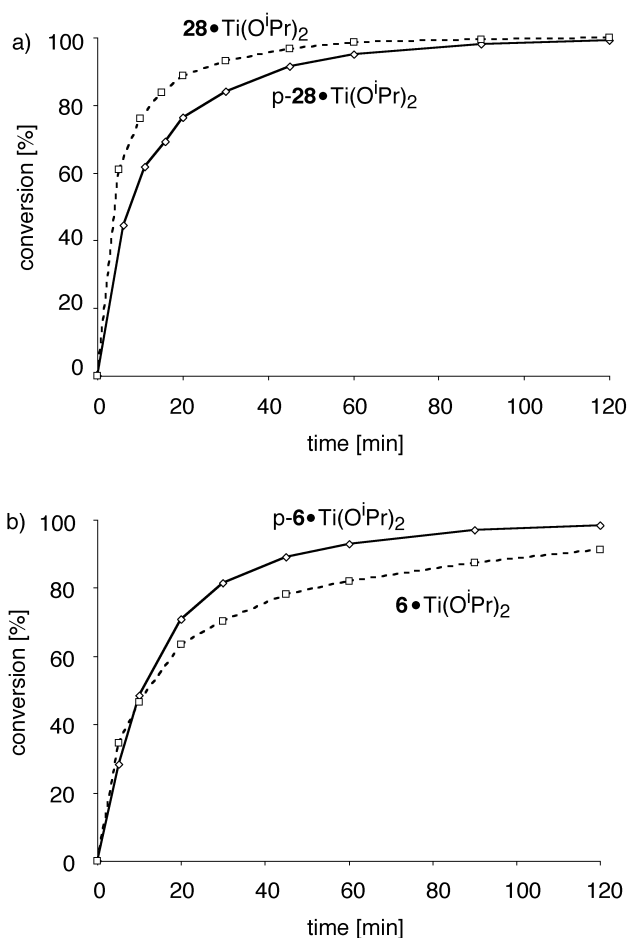 a)
28•Ti(OⁱPr)₂
p-28•Ti(OⁱPr)₂
conversion [%]
100
80
60
40
20
0
0 20 40 60 80 100 120
time [min]
b)
p-6•Ti(OⁱPr)₂
6•Ti(OⁱPr)₂
conversion [%]
100
80
60
40
20
0
0 20 40 60 80 100 120
time [min]